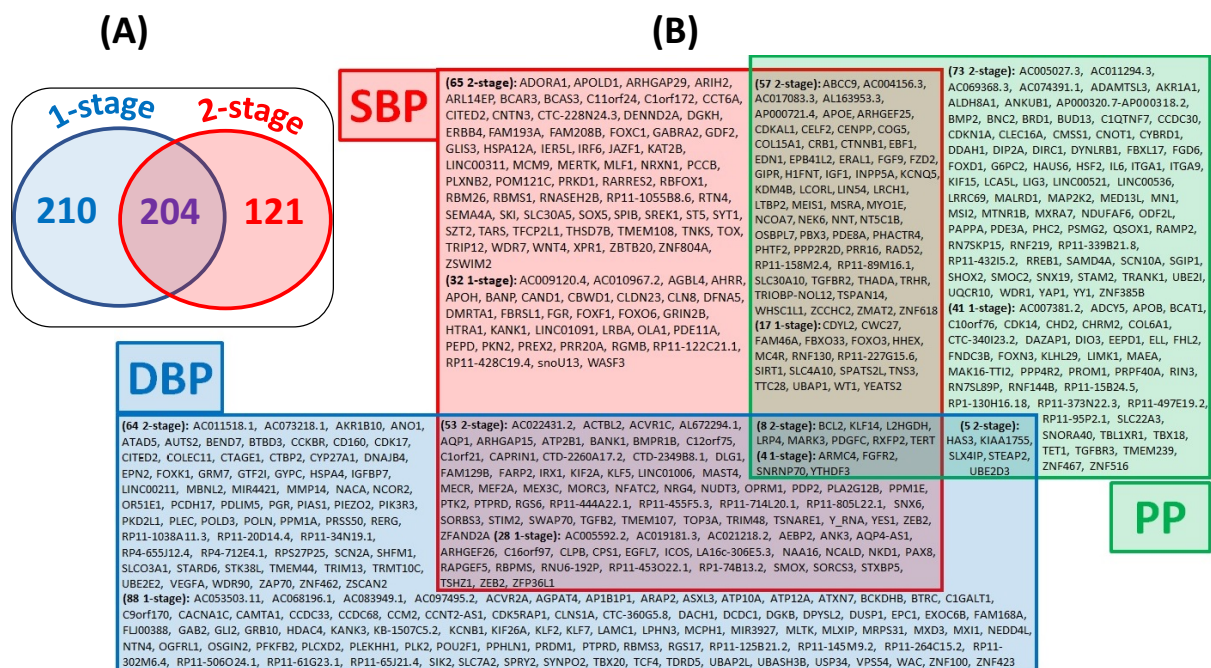 (A)
(B)
1-stage
2-stage
210
204
121
SBP
(65 2-stage): ADORA1, APOLD1, ARHGAP29, ARIH2,
ARL14EP, BCAR3, BCAS3, C11orf24, C1orf172, CCT6A,
CITED2, CNTN3, CTC-228N24.3, DENND2A, DGKH,
ERBB4, FAM193A, FAM208B, FOXC1, GABRA2, GDF2,
GLIS3, HSPA12A, IER5L, IRF6, JAZF1, KAT2B,
LINC00311, MCM9, MERTK, MLF1, NRXN1, PCCB,
PLXNB2, POM121C, PRKD1, RARRES2, RBFOX1,
RBM26, RBMS1, RNASEH2B, RP11-1055B8.6, RTN4,
SEMA4A, SKI, SLC30A5, SOX5, SPIB, SREK1, ST5, SYT1,
SZT2, TARS, TFCP2L1, THSD7B, TMEM108, TNKS, TOX,
TRIP12, WDR7, WNT4, XPR1, ZBTB20, ZNF804A,
ZSWIM2
(32 1-stage): AC009120.4, AC010967.2, AGBL4, AHRR,
APOH, BANP, CAND1, CBWD1, CLDN23, CLN8, DFNA5,
DMRTA1, FBRSL1, FGR, FOXF1, FOXO6, GRIN2B,
HTRA1, KANK1, LINC01091, LRBA, OLA1, PDE11A,
PEPD, PKN2, PREX2, PRR20A, RGMB, RP11-122C21.1,
RP11-428C19.4, snoU13, WASF3
(57 2-stage): ABCC9, AC004156.3,
AC017083.3, AL163953.3,
AP000721.4, APOE, ARHGEF25,
CDKAL1, CELF2, CENPP, COG5,
COL15A1, CRB1, CTNNB1, EBF1,
EDN1, EPB41L2, ERAL1, FGF9, FZD2,
GIPR, H1FNT, IGF1, INPP5A, KCNQ5,
KDM4B, LCORL, LIN54, LRCH1,
LTBP2, MEIS1, MSRA, MYO1E,
NCOA7, NEK6, NNT, NT5C1B,
OSBPL7, PBX3, PDE8A, PHACTR4,
PHTF2, PPP2R2D, PRR16, RAD52,
RP11-158M2.4, RP11-89M16.1,
SLC30A10, TGFBR2, THADA, TRHR,
TRIOBP-NOL12, TSPAN14,
WHSC1L1, ZCCHC2, ZMAT2, ZNF618
(17 1-stage): CDYL2, CWC27,
FAM46A, FBXO33, FOXO3, HHEX,
MC4R, RNF130, RP11-227G15.6,
SIRT1, SLC4A10, SPATS2L, TNS3,
TTC28, UBAP1, WT1, YEATS2
(73 2-stage): AC005027.3, AC011294.3,
AC069368.3, AC074391.1, ADAMTSL3, AKR1A1,
ALDH8A1, ANKUB1, AP000320.7-AP000318.2,
BMP2, BNC2, BRD1, BUD13, C1QTNF7, CCDC30,
CDKN1A, CLEC16A, CMSS1, CNOT1, CYBRD1,
DDAH1, DIP2A, DIRC1, DYNLRB1, FBXL17, FGD6,
FOXD1, G6PC2, HAUS6, HSF2, IL6, ITGA1, ITGA9,
KIF15, LCA5L, LIG3, LINC00521, LINC00536,
LRRC69, MALRD1, MAP2K2, MED13L, MN1,
MSI2, MTNR1B, MXRA7, NDUFAF6, ODF2L,
PAPPA, PDE3A, PHC2, PSMG2, QSOX1, RAMP2,
RN7SKP15, RNF219, RP11-339B21.8,
RP11-432I5.2, RREB1, SAMD4A, SCN10A, SGIP1,
SHOX2, SMOC2, SNX19, STAM2, TRANK1, UBE2I,
UQCR10, WDR1, YAP1, YY1, ZNF385B
(41 1-stage): AC007381.2, ADCY5, APOB, BCAT1,
C10orf76, CDK14, CHD2, CHRM2, COL6A1,
CTC-340I23.2, DAZAP1, DIO3, EEPD1, ELL, FHL2,
FNDC3B, FOXN3, KLHL29, LIMK1, MAEA,
MAK16-TTI2, PPP4R2, PROM1, PRPF40A, RIN3,
RN7SL89P, RNF144B, RP11-15B24.5,
RP1-130H16.18, RP11-373N22.3, RP11-497E19.2,
RP11-95P2.1, SLC22A3,
SNORA40, TBL1XR1, TBX18,
TET1, TGFBR3, TMEM239,
ZNF467, ZNF516
PP
DBP
(64 2-stage): AC011518.1, AC073218.1, AKR1B10, ANO1,
ATAD5, AUTS2, BEND7, BTBD3, CCKBR, CD160, CDK17,
CITED2, COLEC11, CTAGE1, CTBP2, CYP27A1, DNAJB4,
EPN2, FOXK1, GRM7, GTF2I, GYPC, HSPA4, IGFBP7,
LINC00211, MBNL2, MIR4421, MMP14, NACA, NCOR2,
OR51E1, PCDH17, PDLIM5, PGR, PIAS1, PIEZO2, PIK3R3,
PKD2L1, PLEC, POLD3, POLN, PPM1A, PRSS50, RERG,
RP11-1038A11.3, RP11-20D14.4, RP11-34N19.1,
RP4-655J12.4, RP4-712E4.1, RPS27P25, SCN2A, SHFM1,
SLCO3A1, STARD6, STK38L, TMEM44, TRIM13, TRMT10C,
UBE2E2, VEGFA, WDR90, ZAP70, ZNF462, ZSCAN2
(53 2-stage): AC022431.2, ACTBL2, ACVR1C, AL672294.1,
AQP1, ARHGAP15, ATP2B1, BANK1, BMPR1B, C12orf75,
C1orf21, CAPRIN1, CTD-2260A17.2, CTD-2349B8.1, DLG1,
FAM129B, FARP2, IRX1, KIF2A, KLF5, LINC01006, MAST4,
MECR, MEF2A, MEX3C, MORC3, NFATC2, NRG4, NUDT3, OPRM1, PDP2, PLA2G12B, PPM1E,
PTK2, PTPRD, RGS6, RP11-444A22.1, RP11-455F5.3, RP11-714L20.1, RP11-805L22.1, SNX6,
SORBS3, STIM2, SWAP70, TGFB2, TMEM107, TOP3A, TRIM48, TSNARE1, Y_RNA, YES1, ZEB2,
ZFAND2A (28 1-stage): AC005592.2, AC019181.3, AC021218.2, AEBP2, ANK3, AQP4-AS1,
ARHGEF26, C16orf97, CLPB, CPS1, EGFL7, ICOS, LA16c-306E5.3, NAA16, NCALD, NKD1, PAX8,
RAPGEF5, RBPMS, RNU6-192P, RP11-453O22.1, RP1-74B13.2, SMOX, SORCS3, STXBP5,
TSHZ1, ZEB2, ZFP36L1
(8 2-stage): BCL2, KLF14, L2HGDH,
LRP4, MARK3, PDGFC, RXFP2, TERT
(4 1-stage): ARMC4, FGFR2,
SNRNP70, YTHDF3
(5 2-stage):
HAS3, KIAA1755,
SLX4IP, STEAP2,
UBE2D3
(88 1-stage): AC053503.11, AC068196.1, AC083949.1, AC097495.2, ACVR2A, AGPAT4, AP1B1P1, ARAP2, ASXL3, ATP10A, ATP12A, ATXN7, BCKDHB, BTRC, C1GALT1,
C9orf170, CACNA1C, CAMTA1, CCDC33, CCDC68, CCM2, CCNT2-AS1, CDK5RAP1, CLNS1A, CTC-360G5.8, DACH1, DCDC1, DGKB, DPYSL2, DUSP1, EPC1, EXOC6B, FAM168A,
FLJ00388, GAB2, GLI2, GRB10, HDAC4, KANK3, KB-1507C5.2, KCNB1, KIF26A, KLF2, KLF7, LAMC1, LPHN3, MCPH1, MIR3927, MLTK, MLXIP, MRPS31, MXD3, MXI1, NEDD4L,
NTN4, OGFRL1, OSGIN2, PFKFB2, PLCXD2, PLEKHH1, PLK2, POU2F1, PPHLN1, PRDM1, PTPRD, RBMS3, RGS17, RP11-125B21.2, RP11-145M9.2, RP11-264C15.2, RP11-
302M6.4, RP11-506O24.1, RP11-61G23.1, RP11-65J21.4, SIK2, SLC7A2, SPRY2, SYNPO2, TBX20, TCF4, TDRD5, UBAP2L, UBASH3B, USP34, VPS54, WAC, ZNF100, ZNF423